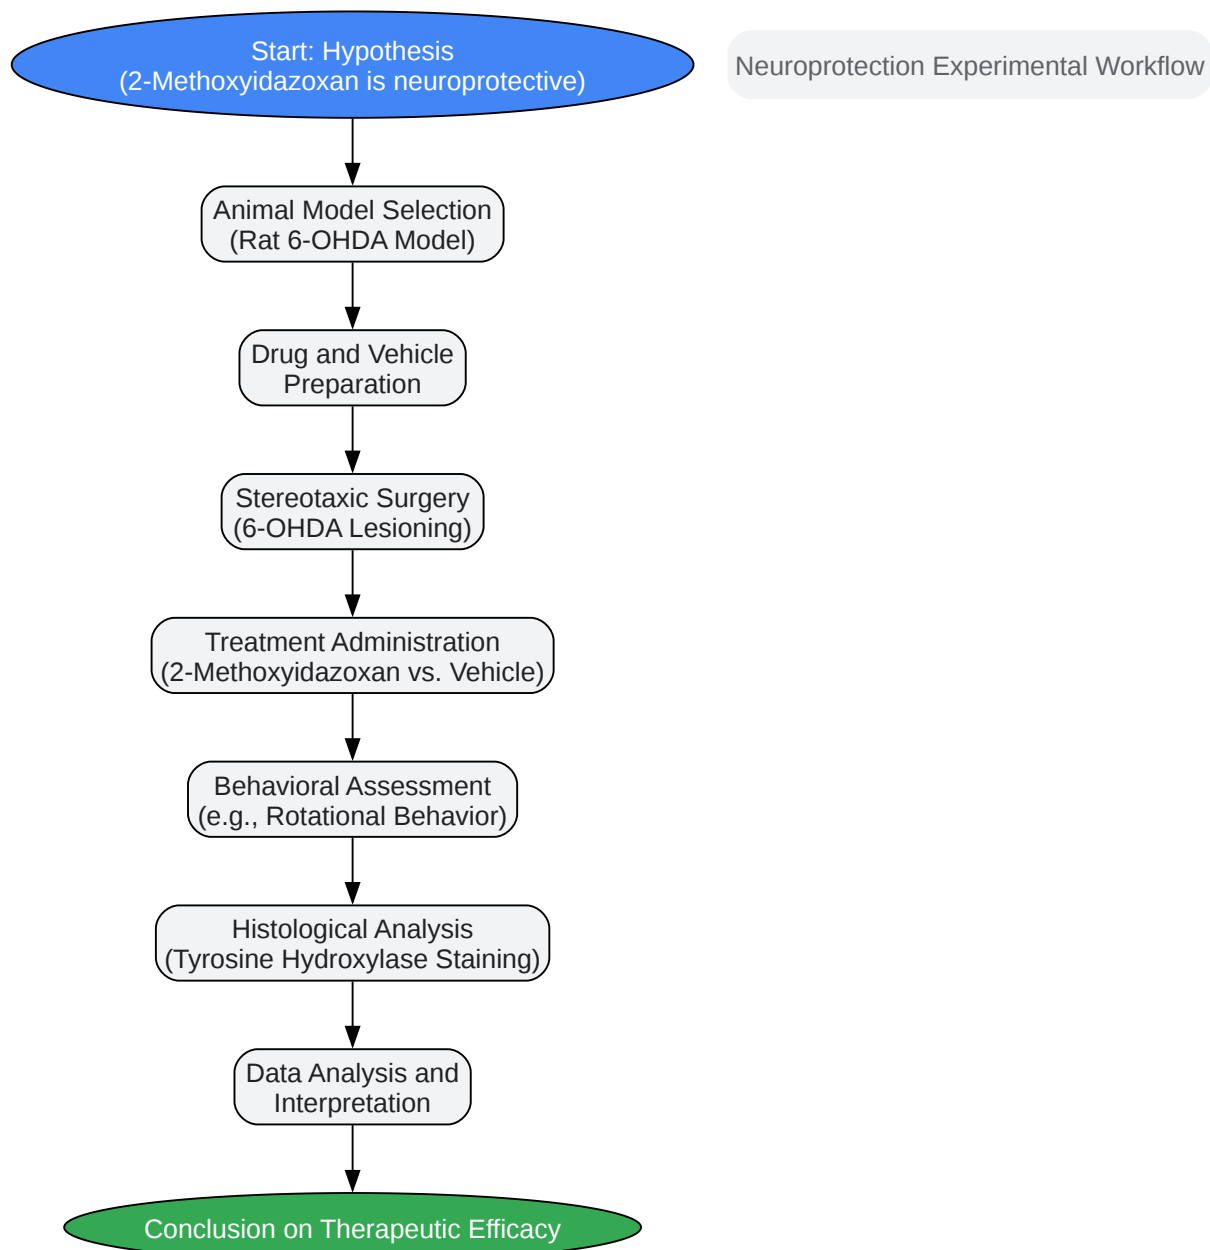 Start: Hypothesis
(2-Methoxyidazoxan is neuroprotective)
Neuroprotection Experimental Workflow
Animal Model Selection
(Rat 6-OHDA Model)
Drug and Vehicle
Preparation
Stereotaxic Surgery
(6-OHDA Lesioning)
Treatment Administration
(2-Methoxyidazoxan vs. Vehicle)
Behavioral Assessment
(e.g., Rotational Behavior)
Histological Analysis
(Tyrosine Hydroxylase Staining)
Data Analysis and
Interpretation
Conclusion on Therapeutic Efficacy